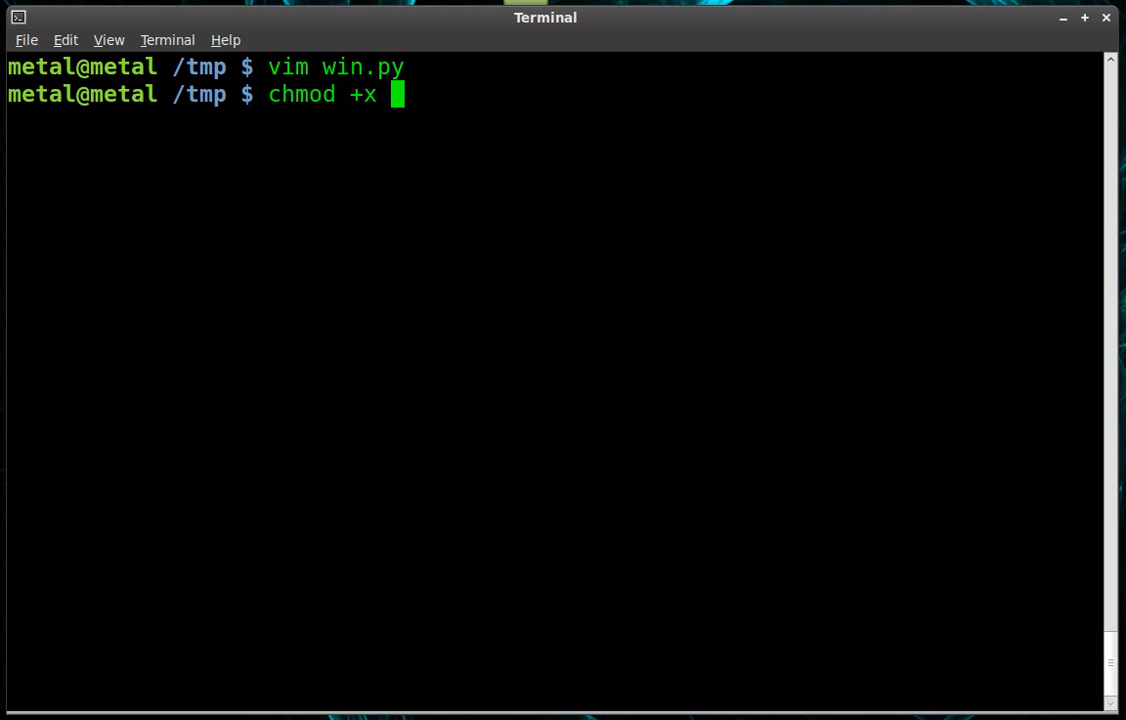 Terminal
File Edit View Terminal Help
metal@metal /tmp $ vim win.py
metal@metal /tmp $ chmod +x